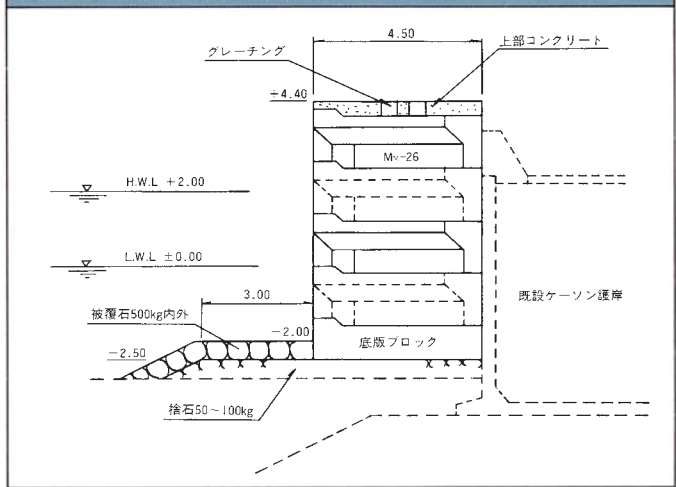 4.50
グレーチング
上部コンクリート
+4.40
Mv-26
H.W.L +2.00
L.W.L ±0.00
3.00
既設ケーソン護岸
被覆石500kg内外
-2.00
底版ブロック
-2.50
捨石50~100kg